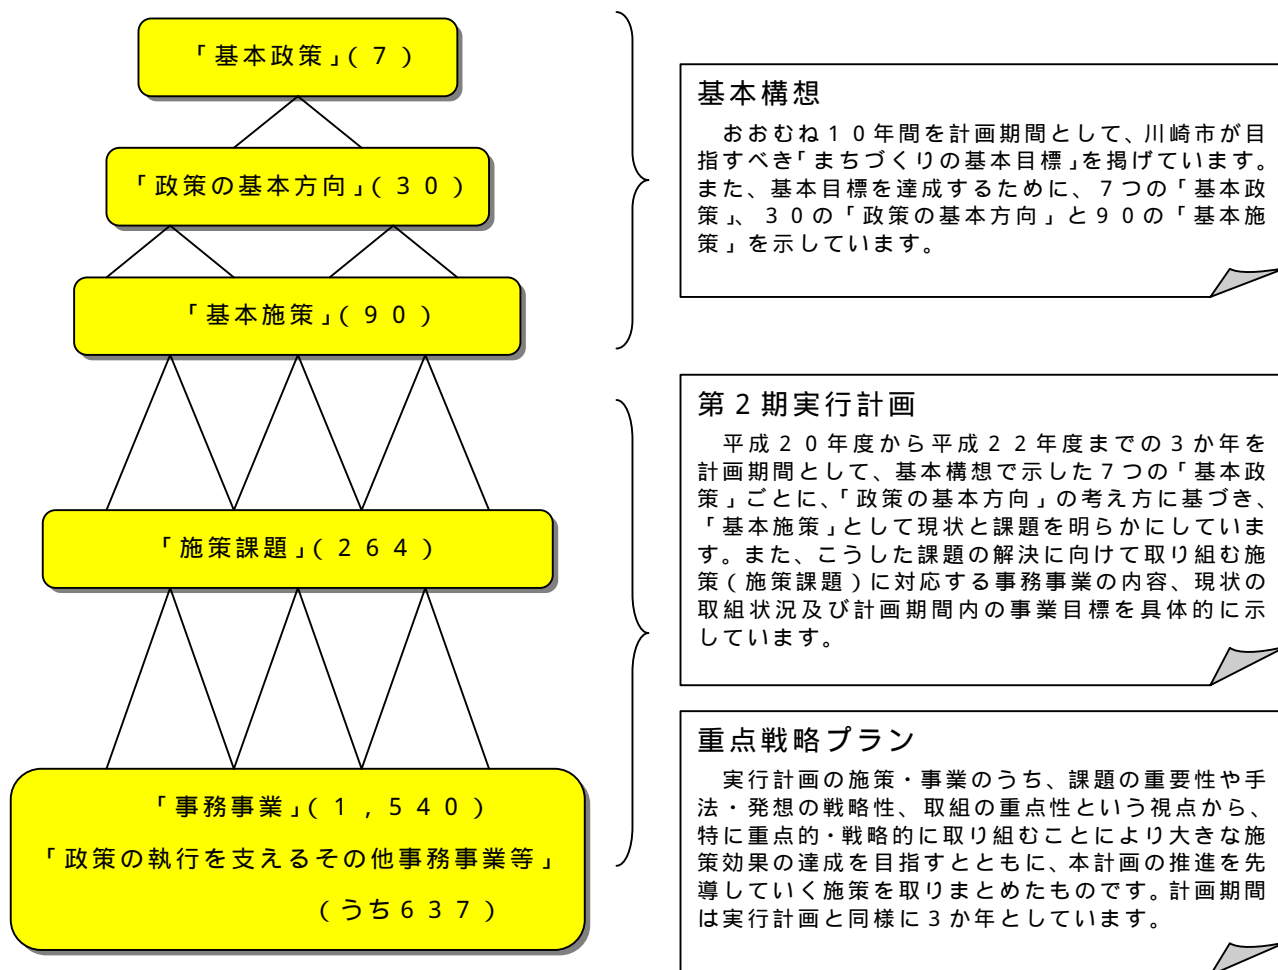 「基本政策」(７)
「政策の基本方向」(３０)
「基本施策」(９０)
「施策課題」(２６４)
「事務事業」(１，５４０)
「政策の執行を支えるその他事務事業等」
(うち６３７)
基本構想
おおむね１０年間を計画期間として、川崎市が目
指すべき「まちづくりの基本目標」を掲げています。
また、基本目標を達成するために、７つの「基本政
策」、３０の「政策の基本方向」と９０の「基本施
策」を示しています。
第２期実行計画
平成２０年度から平成２２年度までの３か年を
計画期間として、基本構想で示した７つの「基本政
策」ごとに、「政策の基本方向」の考え方に基づき、
「基本施策」として現状と課題を明らかにしていま
す。また、こうした課題の解決に向けて取り組む施
策(施策課題)に対応する事務事業の内容、現状の
取組状況及び計画期間内の事業目標を具体的に示
しています。
重点戦略プラン
実行計画の施策・事業のうち、課題の重要性や手
法・発想の戦略性、取組の重点性という視点から、
特に重点的・戦略的に取り組むことにより大きな施
策効果の達成を目指すとともに、本計画の推進を先
導していく施策を取りまとめたものです。計画期間
は実行計画と同様に３か年としています。